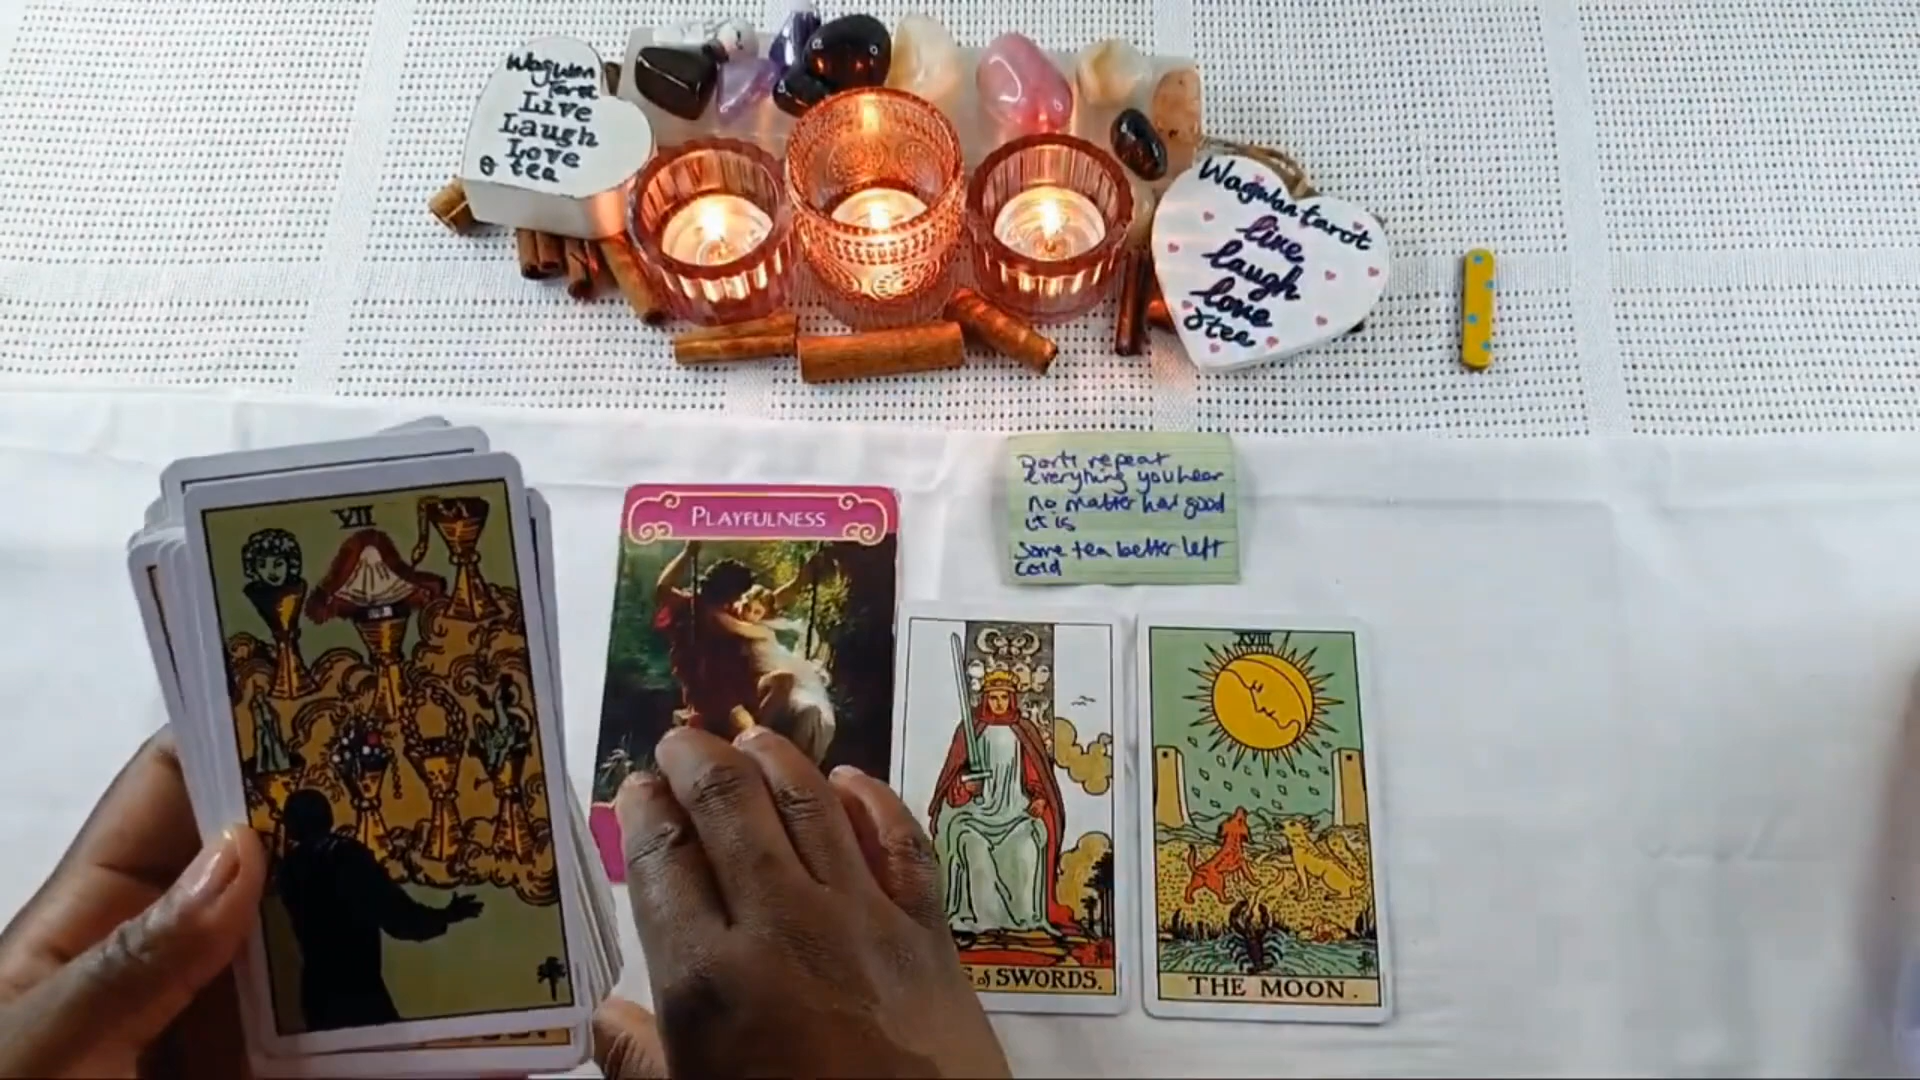 Wagwan
Tarot
Live
Laugh
Love
& tea
Wagwan tarot
live
laugh
love
& tea
VII
PLAYFULNESS
Don't repeat
everything you hear
no matter how good
it is
Some tea better left
cold
OF SWORDS.
XVIII
THE MOON.